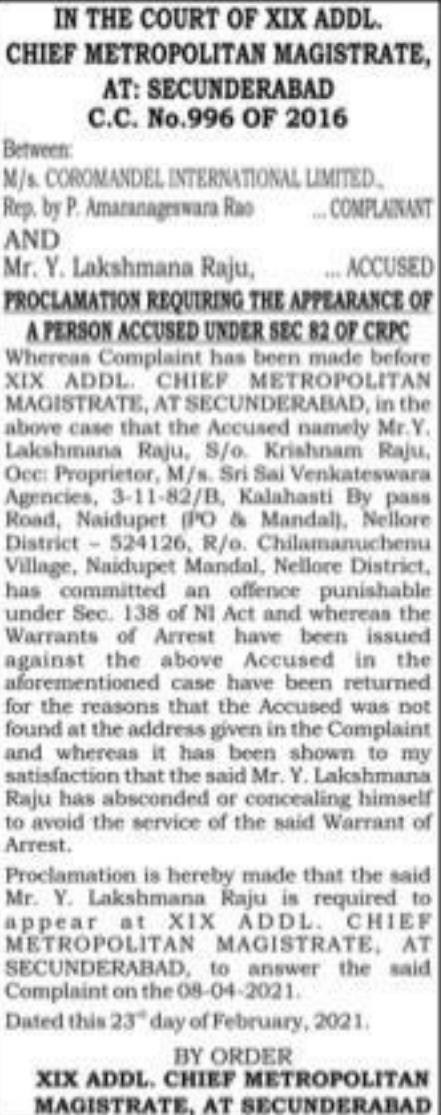 IN THE COURT OF XIX ADDL.
CHIEF METROPOLITAN MAGISTRATE,
AT: SECUNDERABAD
C.C. No.996 OF 2016
Between:
M/s. COROMANDEL INTERNATIONAL LIMITED.,
Rep. by P. Amaranageswara Rao ... COMPLAINANT
AND
Mr. Y. Lakshmana Raju, ... ACCUSED
PROCLAMATION REQUIRING THE APPEARANCE OF
A PERSON ACCUSED UNDER SEC 82 OF CRPC
Whereas Complaint has been made before
XIX ADDL. CHIEF METROPOLITAN
MAGISTRATE, AT SECUNDERABAD, in the
above case that the Accused namely Mr.Y.
Lakshmana Raju, S/o. Krishnam Raju,
Occ: Proprietor, M/s. Sri Sai Venkateswara
Agencies, 3-11-82/B, Kalahasti By pass
Road, Naidupet (PO & Mandal), Nellore
District – 524126, R/o. Chilamanuchenu
Village, Naidupet Mandal, Nellore District,
has committed an offence punishable
under Sec. 138 of NI Act and whereas the
Warrants of Arrest have been issued
against the above Accused in the
aforementioned case have been returned
for the reasons that the Accused was not
found at the address given in the Complaint
and whereas it has been shown to my
satisfaction that the said Mr. Y. Lakshmana
Raju has absconded or concealing himself
to avoid the service of the said Warrant of
Arrest.
Proclamation is hereby made that the said
Mr. Y. Lakshmana Raju is required to
appear at XIX ADDL. CHIEF
METROPOLITAN MAGISTRATE, AT
SECUNDERABAD, to answer the said
Complaint on the 08-04-2021.
Dated this 23rd day of February, 2021.
BY ORDER
XIX ADDL. CHIEF METROPOLITAN
MAGISTRATE, AT SECUNDERABAD